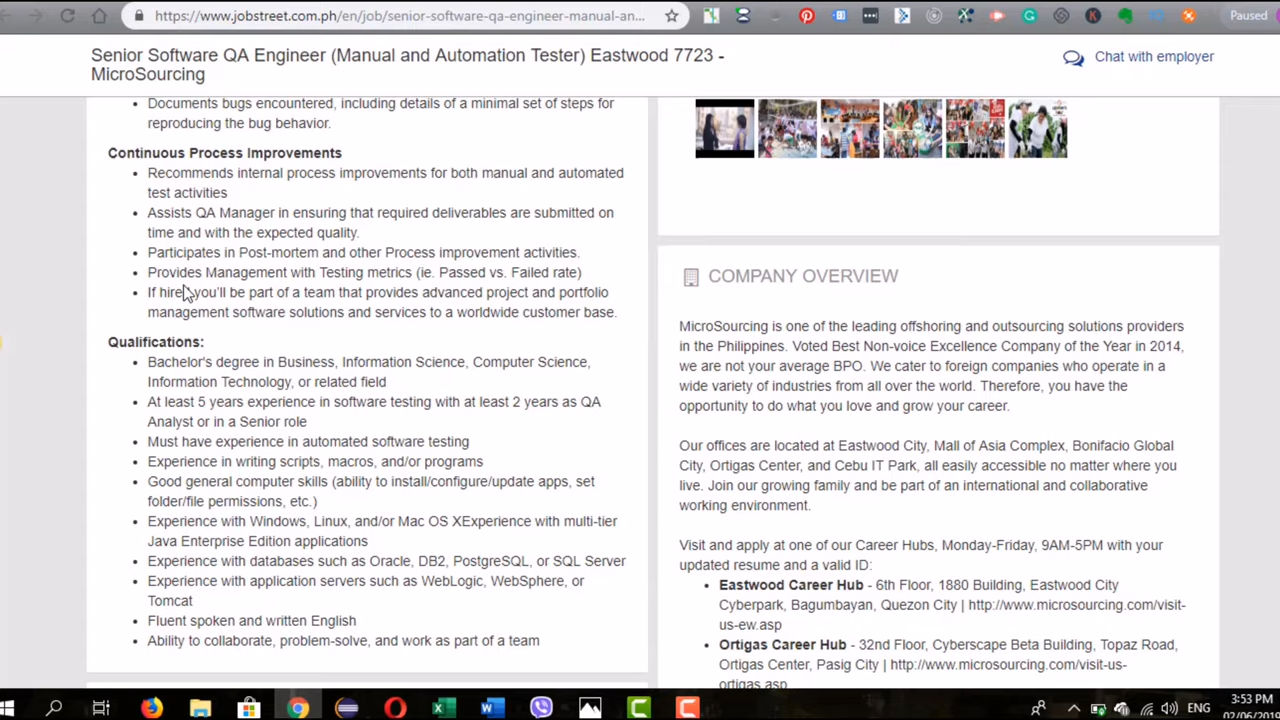 https://www.jobstreet.com.ph/en/job/senior-software-qa-engineer-manual-an...
Paused
Senior Software QA Engineer (Manual and Automation Tester) Eastwood 7723 -
MicroSourcing
Chat with employer
Documents bugs encountered, including details of a minimal set of steps for
reproducing the bug behavior.
Continuous Process Improvements
Recommends internal process improvements for both manual and automated
test activities
Assists QA Manager in ensuring that required deliverables are submitted on
time and with the expected quality.
Participates in Post-mortem and other Process improvement activities.
Provides Management with Testing metrics (ie. Passed vs. Failed rate)
If hired, you'll be part of a team that provides advanced project and portfolio
management software solutions and services to a worldwide customer base.
Qualifications:
Bachelor's degree in Business, Information Science, Computer Science,
Information Technology, or related field
At least 5 years experience in software testing with at least 2 years as QA
Analyst or in a Senior role
Must have experience in automated software testing
Experience in writing scripts, macros, and/or programs
Good general computer skills (ability to install/configure/update apps, set
folder/file permissions, etc.)
Experience with Windows, Linux, and/or Mac OS XExperience with multi-tier
Java Enterprise Edition applications
Experience with databases such as Oracle, DB2, PostgreSQL, or SQL Server
Experience with application servers such as WebLogic, WebSphere, or
Tomcat
Fluent spoken and written English
Ability to collaborate, problem-solve, and work as part of a team
COMPANY OVERVIEW
MicroSourcing is one of the leading offshoring and outsourcing solutions providers
in the Philippines. Voted Best Non-voice Excellence Company of the Year in 2014,
we are not your average BPO. We cater to foreign companies who operate in a
wide variety of industries from all over the world. Therefore, you have the
opportunity to do what you love and grow your career.
Our offices are located at Eastwood City, Mall of Asia Complex, Bonifacio Global
City, Ortigas Center, and Cebu IT Park, all easily accessible no matter where you
live. Join our growing family and be part of an international and collaborative
working environment.
Visit and apply at one of our Career Hubs, Monday-Friday, 9AM-5PM with your
updated resume and a valid ID:
Eastwood Career Hub - 6th Floor, 1880 Building, Eastwood City
Cyberpark, Bagumbayan, Quezon City | http://www.microsourcing.com/visit-
us-ew.asp
Ortigas Career Hub - 32nd Floor, Cyberscape Beta Building, Topaz Road,
Ortigas Center, Pasig City | http://www.microsourcing.com/visit-us-
ortigas.asp
ENG
3:53 PM